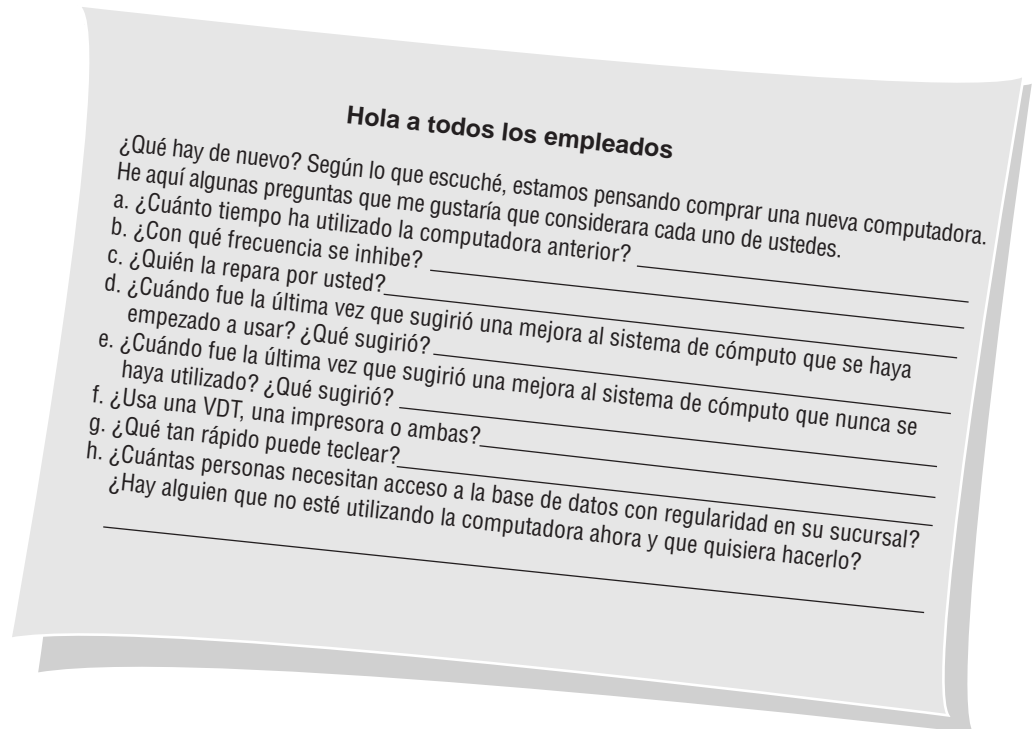 Hola a todos los empleados
¿Qué hay de nuevo? Según lo que escuché, estamos pensando comprar una nueva computadora.
He aquí algunas preguntas que me gustaría que considerara cada uno de ustedes.
a. ¿Cuánto tiempo ha utilizado la computadora anterior?
b. ¿Con qué frecuencia se inhibe?
c. ¿Quién la repara por usted?
d. ¿Cuándo fue la última vez que sugirió una mejora al sistema de cómputo que se haya
empezado a usar? ¿Qué sugirió?
e. ¿Cuándo fue la última vez que sugirió una mejora al sistema de cómputo que nunca se
haya utilizado? ¿Qué sugirió?
f. ¿Usa una VDT, una impresora o ambas?
g. ¿Qué tan rápido puede teclear?
h. ¿Cuántas personas necesitan acceso a la base de datos con regularidad en su sucursal?
¿Hay alguien que no esté utilizando la computadora ahora y que quisiera hacerlo?